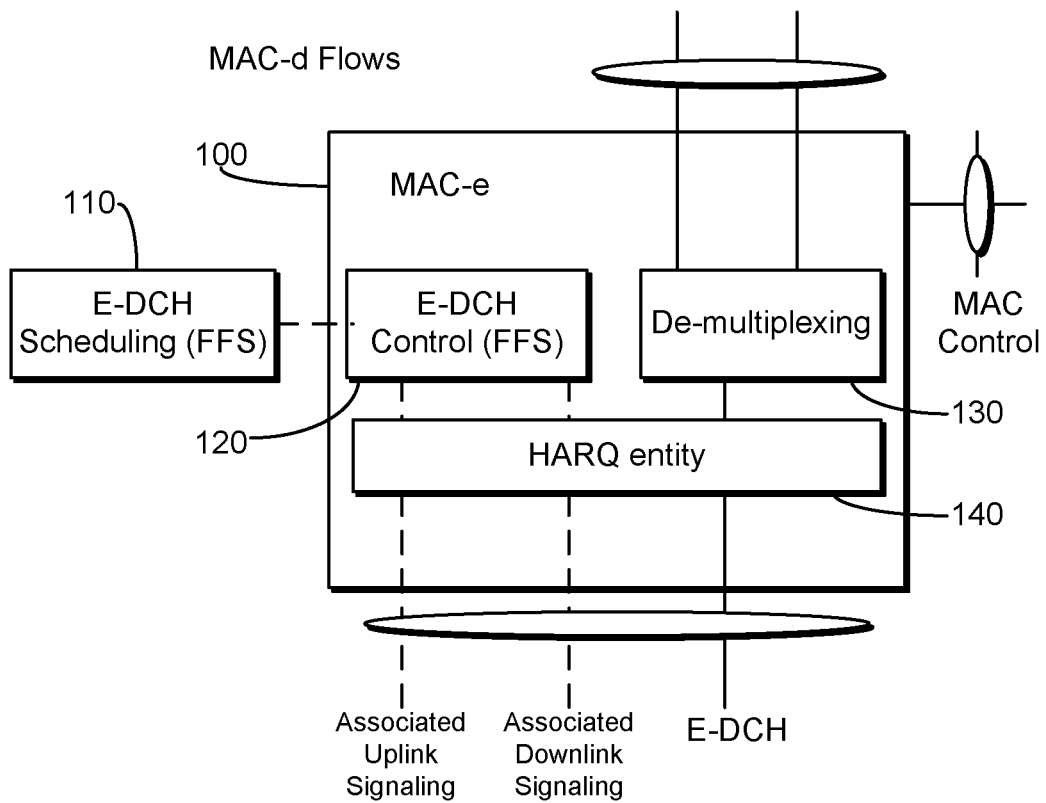 MAC-d Flows
100
MAC-e
110
E-DCH
Scheduling (FFS)
E-DCH
Control (FFS)
De-multiplexing
MAC
Control
120
130
HARQ entity
140
Associated
Uplink
Signaling
Associated
Downlink
Signaling
E-DCH